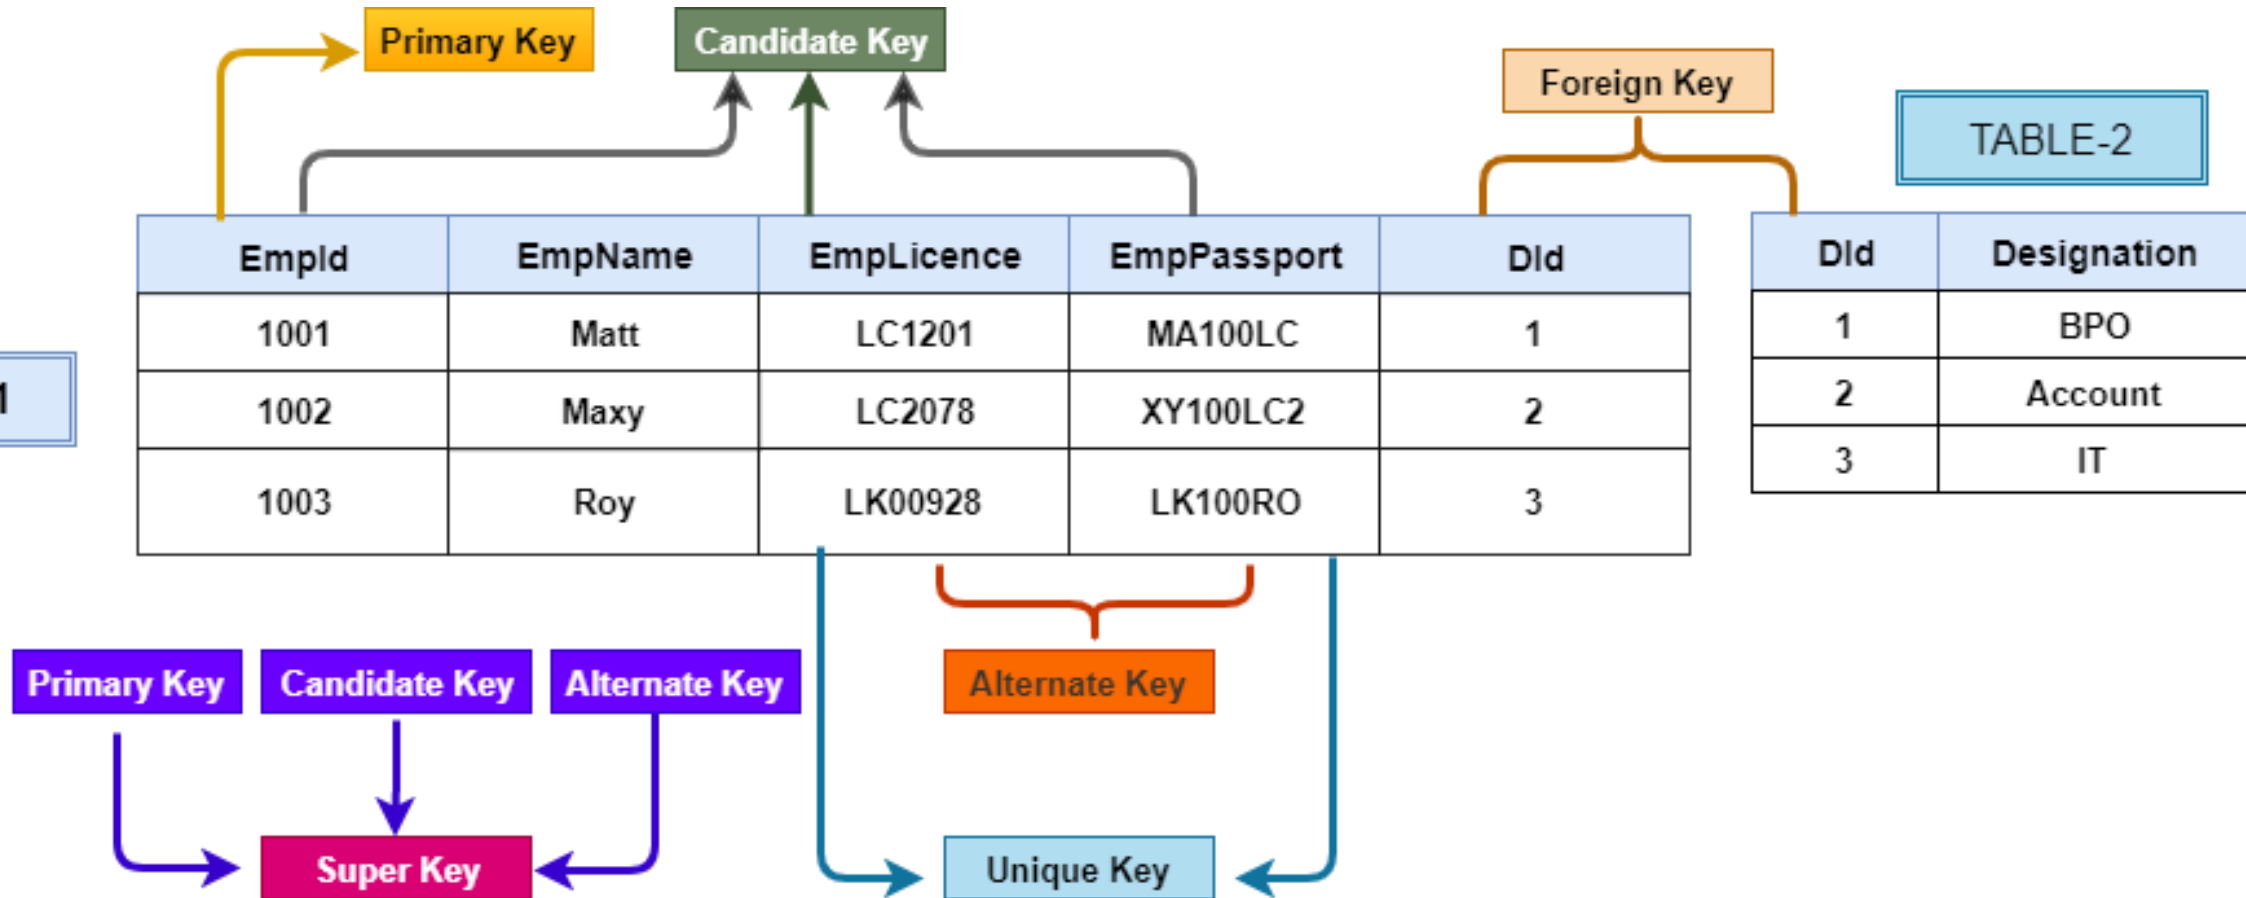 Primary Key
Candidate Key
Foreign Key
TABLE-2
EmpId EmpName EmpLicence EmpPassport DId
1001 Matt LC1201 MA100LC 1
1002 Maxy LC2078 XY100LC2 2
1003 Roy LK00928 LK100RO 3
DId Designation
1 BPO
2 Account
3 IT
1
Primary Key Candidate Key Alternate Key
Alternate Key
Super Key
Unique Key